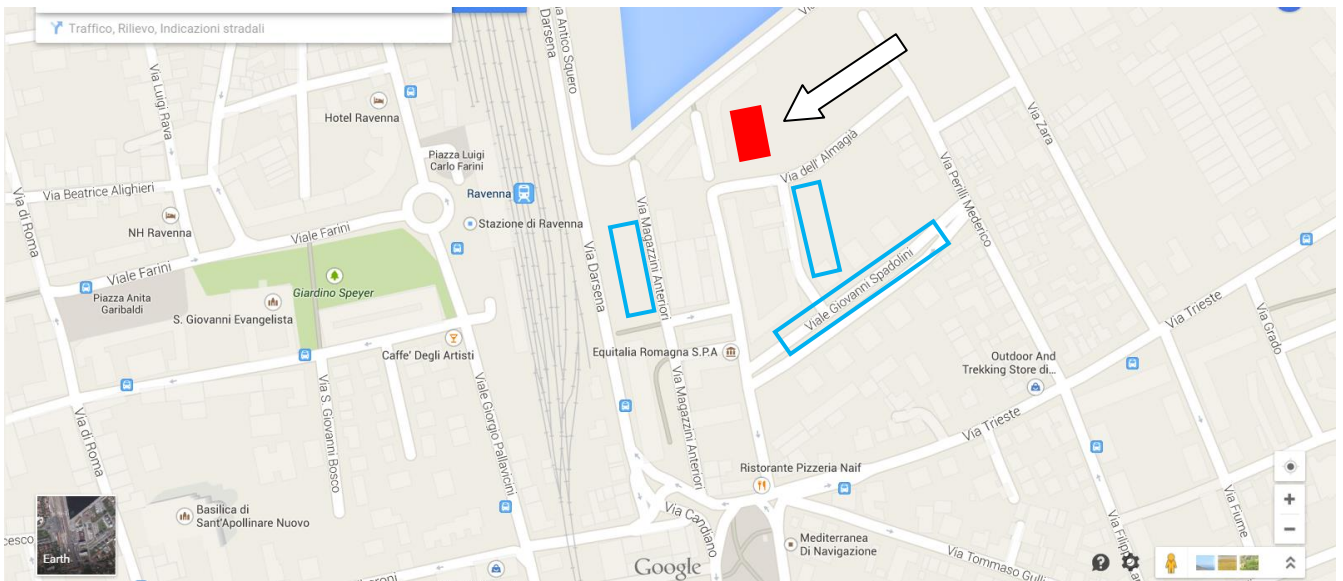 Traffico, Rilievo, Indicazioni stradali
Via Darsena
Via Antico Squero
Via Luigi Rava
Hotel Ravenna
Via Zara
Piazza Luigi
Carlo Farini
Via dell' Almagià
Via Perilli Mederico
Via Beatrice Alighieri
Ravenna
Via di Roma
NH Ravenna
Stazione di Ravenna
Viale Farini
Via Magazzini Anteriori
Viale Farini
Via Darsena
Viale Giovanni Spadolini
Giardino Speyer
Piazza Anita
Garibaldi
S. Giovanni Evangelista
Via Trieste
Via Grado
Caffe' Degli Artisti
Equitalia Romagna S.P.A
Outdoor And
Trekking Store di...
Via S. Giovanni Bosco
Viale Giorgio Pallavicini
Via Magazzini Anteriori
Via di Roma
Via Trieste
Ristorante Pizzeria Naif
Basilica di
Sant'Apollinare Nuovo
Via Candiano
Via Fiume
Mediterranea
Di Navigazione
Via Tommaso Gulli
Earth
Google